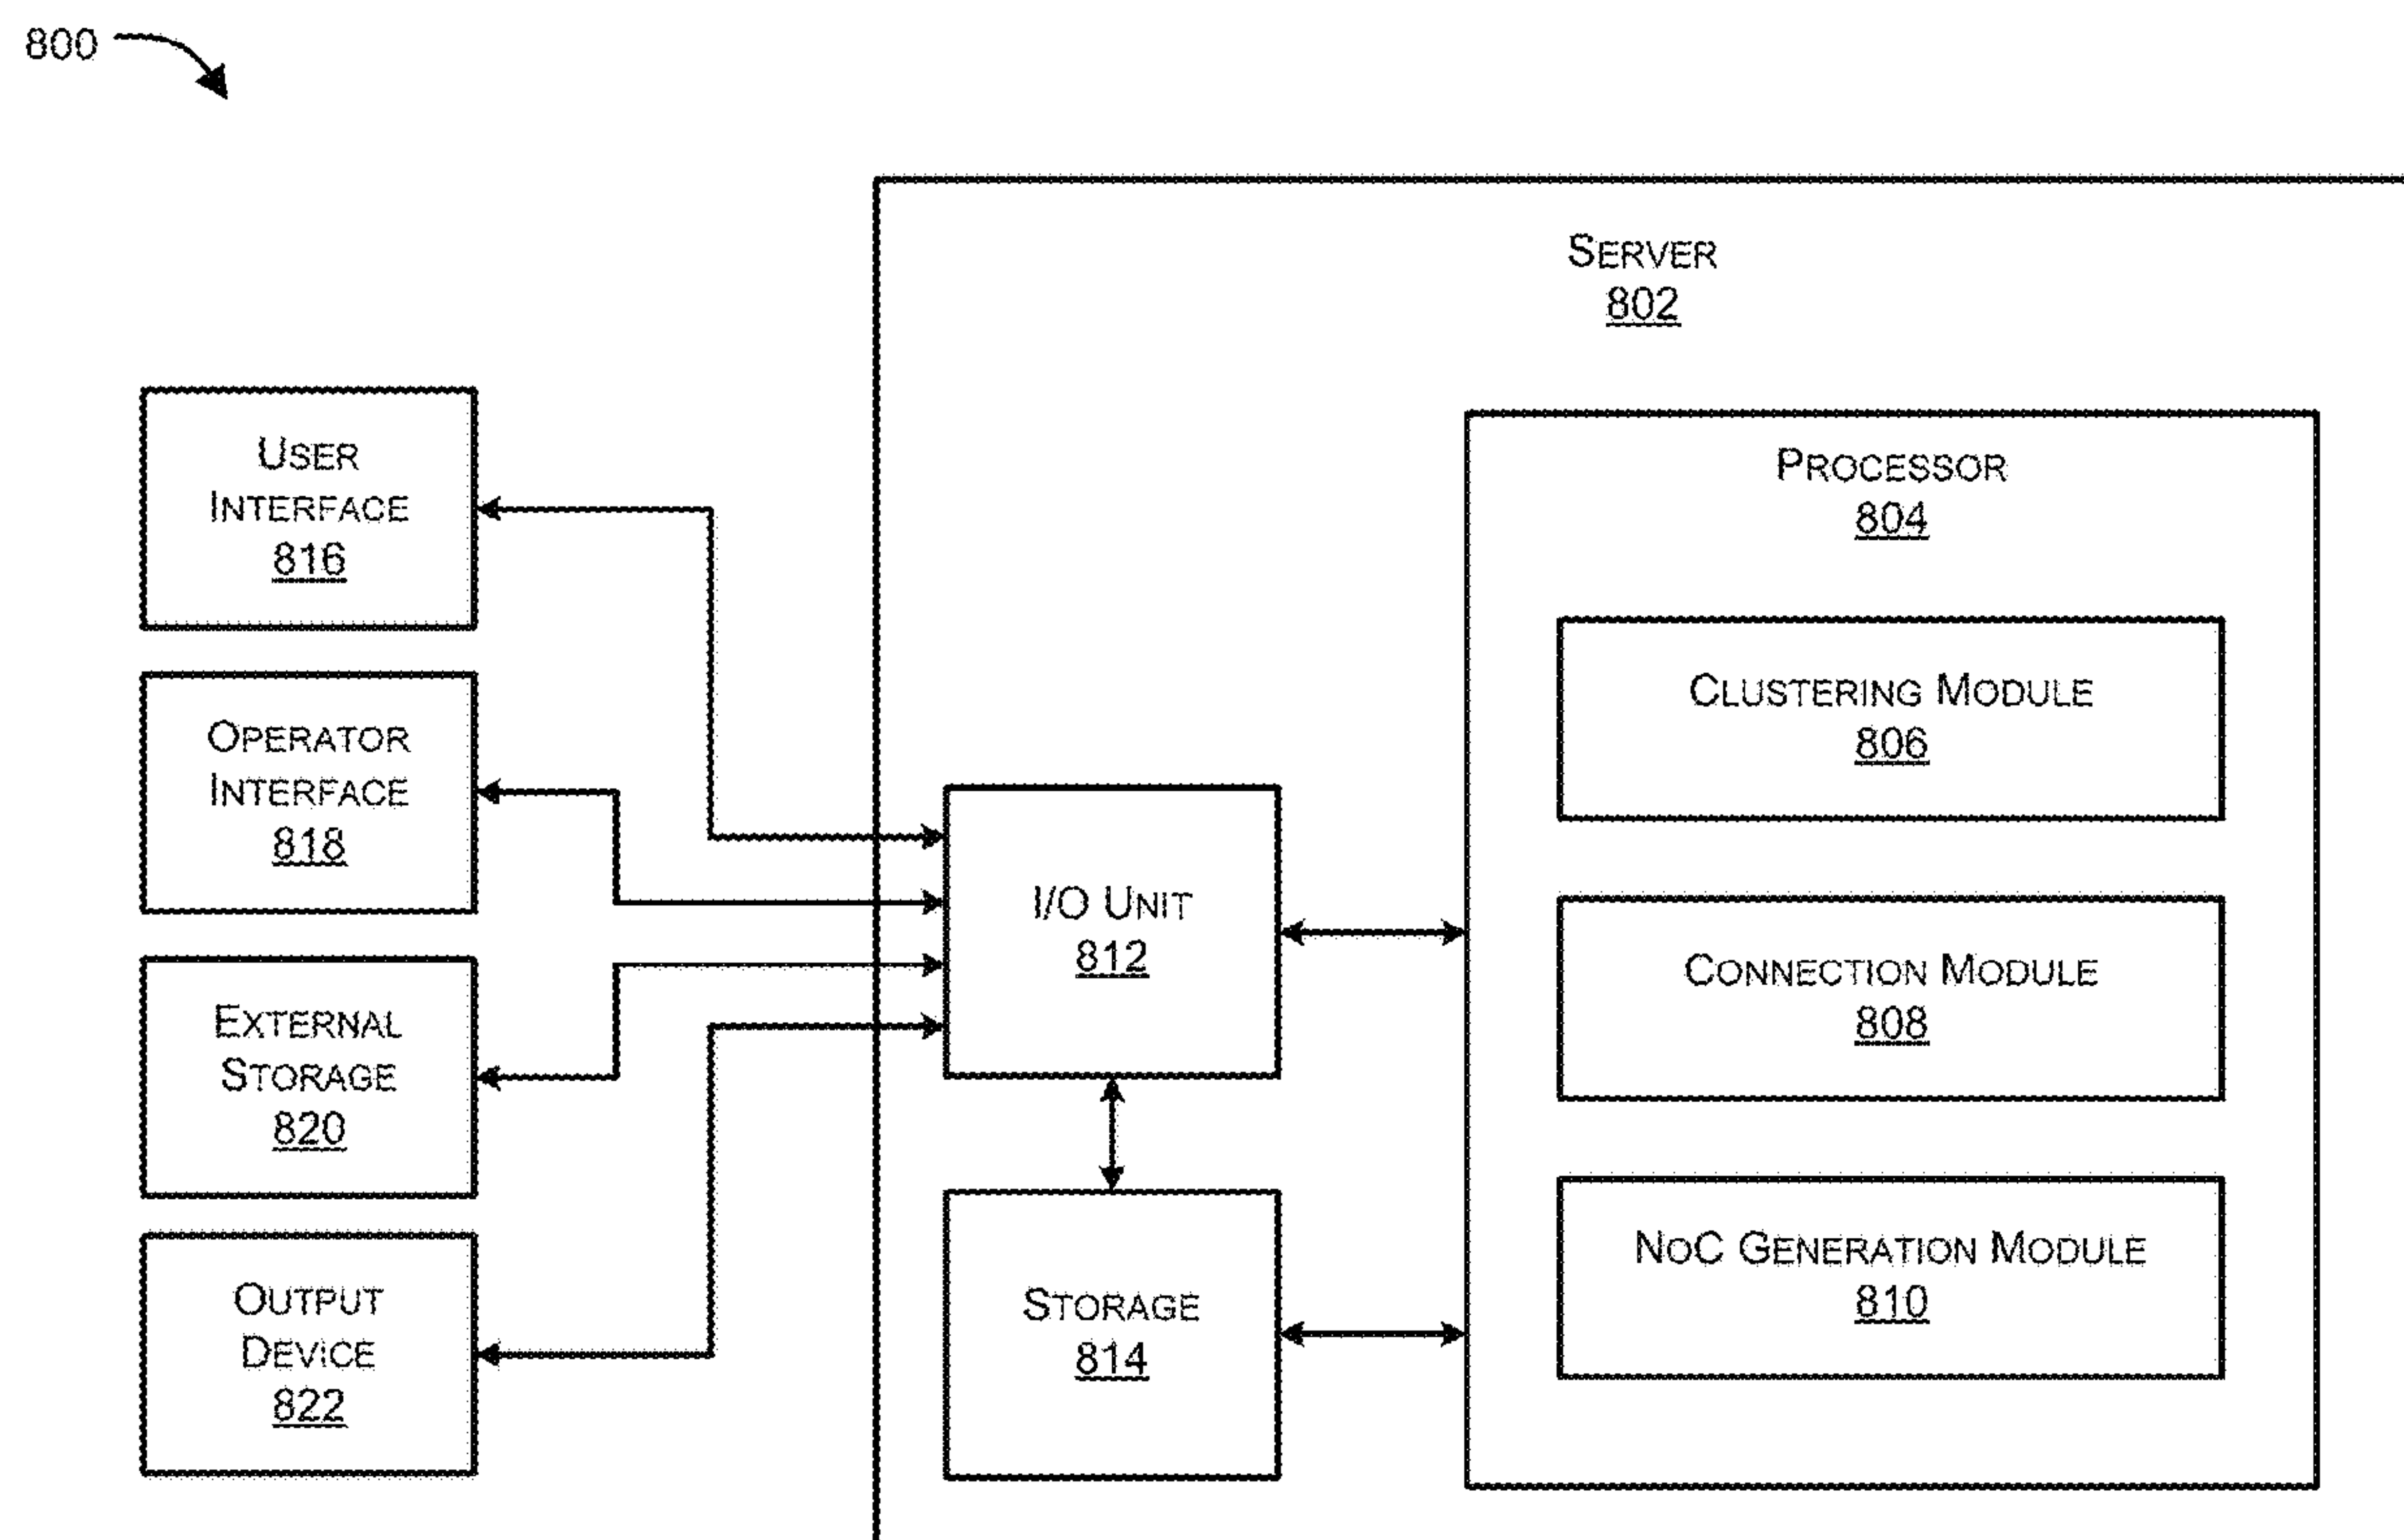 800
SERVER
802
USER
INTERFACE
816
OPERATOR
INTERFACE
818
EXTERNAL
STORAGE
820
OUTPUT
DEVICE
822
I/O UNIT
812
STORAGE
814
PROCESSOR
804
CLUSTERING MODULE
806
CONNECTION MODULE
808
NOC GENERATION MODULE
810